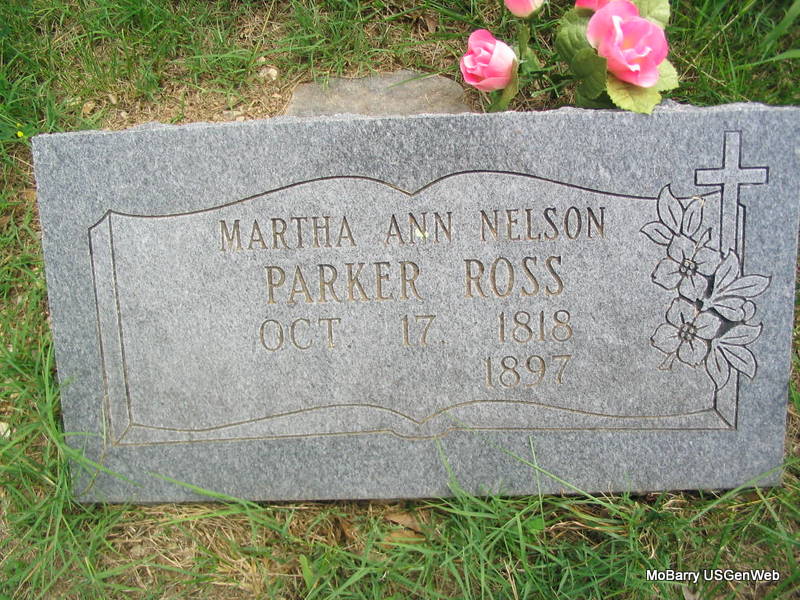 MARTHA ANN NELSON
PARKER ROSS
OCT. 17. 1818
1897
MoBarry USGenWeb